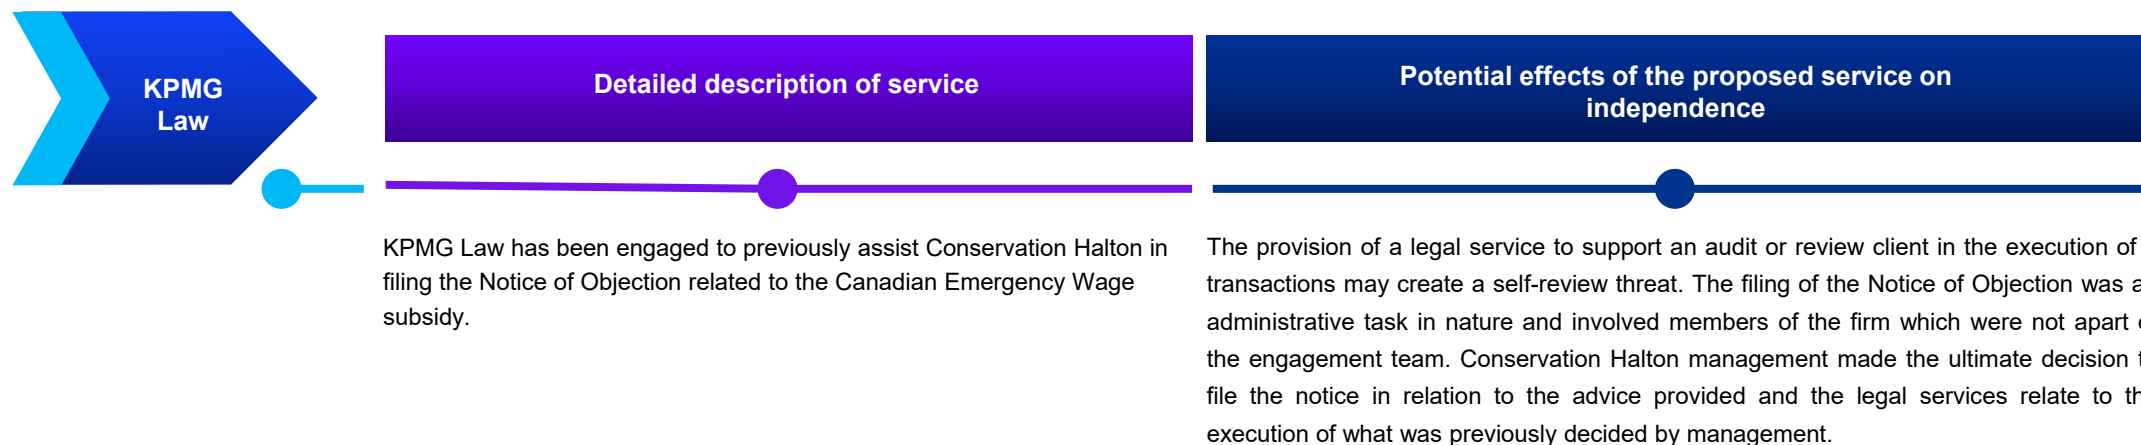 KPMG
Law
Detailed description of service
Potential effects of the proposed service on
independence
KPMG Law has been engaged to previously assist Conservation Halton in
filing the Notice of Objection related to the Canadian Emergency Wage
subsidy.
The provision of a legal service to support an audit or review client in the execution of
transactions may create a self-review threat. The filing of the Notice of Objection was
administrative task in nature and involved members of the firm which were not apart
the engagement team. Conservation Halton management made the ultimate decision
file the notice in relation to the advice provided and the legal services relate to
execution of what was previously decided by management.